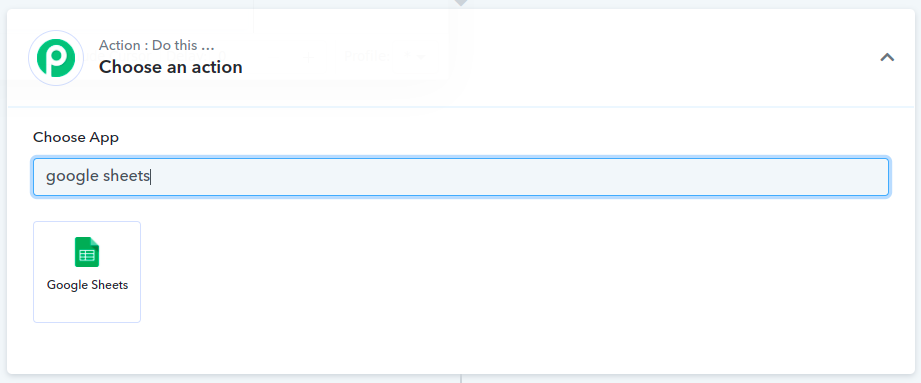 Action : Do this ...
Choose an action
Choose App
google sheets
Google Sheets